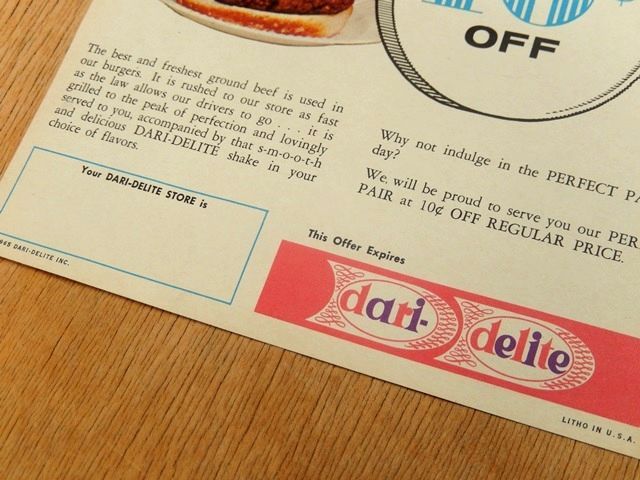 OFF
The best and freshest ground beef is used in
our burgers. It is rushed to our store as fast
as the law allows our drivers to go . . . it is
grilled to the peak of perfection and lovingly
served to you, accompanied by that s-m-o-o-t-h
and delicious DARI-DELITE shake in your
choice of flavors.
Why not indulge in the PERFECT
day?
We will be proud to serve you our
PAIR at 10¢ OFF REGULAR PRICE.
Your DARI-DELITE STORE is
This Offer Expires
dari-
delite
DARI-DELITE INC.
LITHO IN U.S.A.